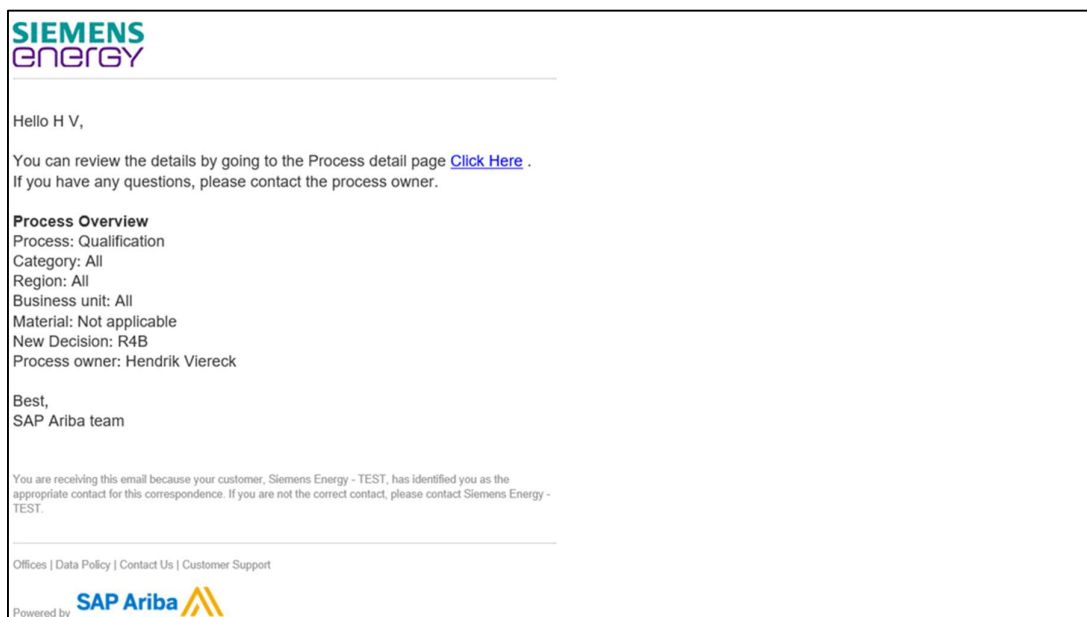 SIEMENS
energy
Hello H V,
You can review the details by going to the Process detail page Click Here .
If you have any questions, please contact the process owner.
Process Overview
Process: Qualification
Category: All
Region: All
Business unit: All
Material: Not applicable
New Decision: R4B
Process owner: Hendrik Viereck
Best,
SAP Ariba team
You are receiving this email because your customer, Siemens Energy - TEST, has identified you as the
appropriate contact for this correspondence. If you are not the correct contact, please contact Siemens Energy -
TEST.
Offices | Data Policy | Contact Us | Customer Support
Powered by SAP Ariba